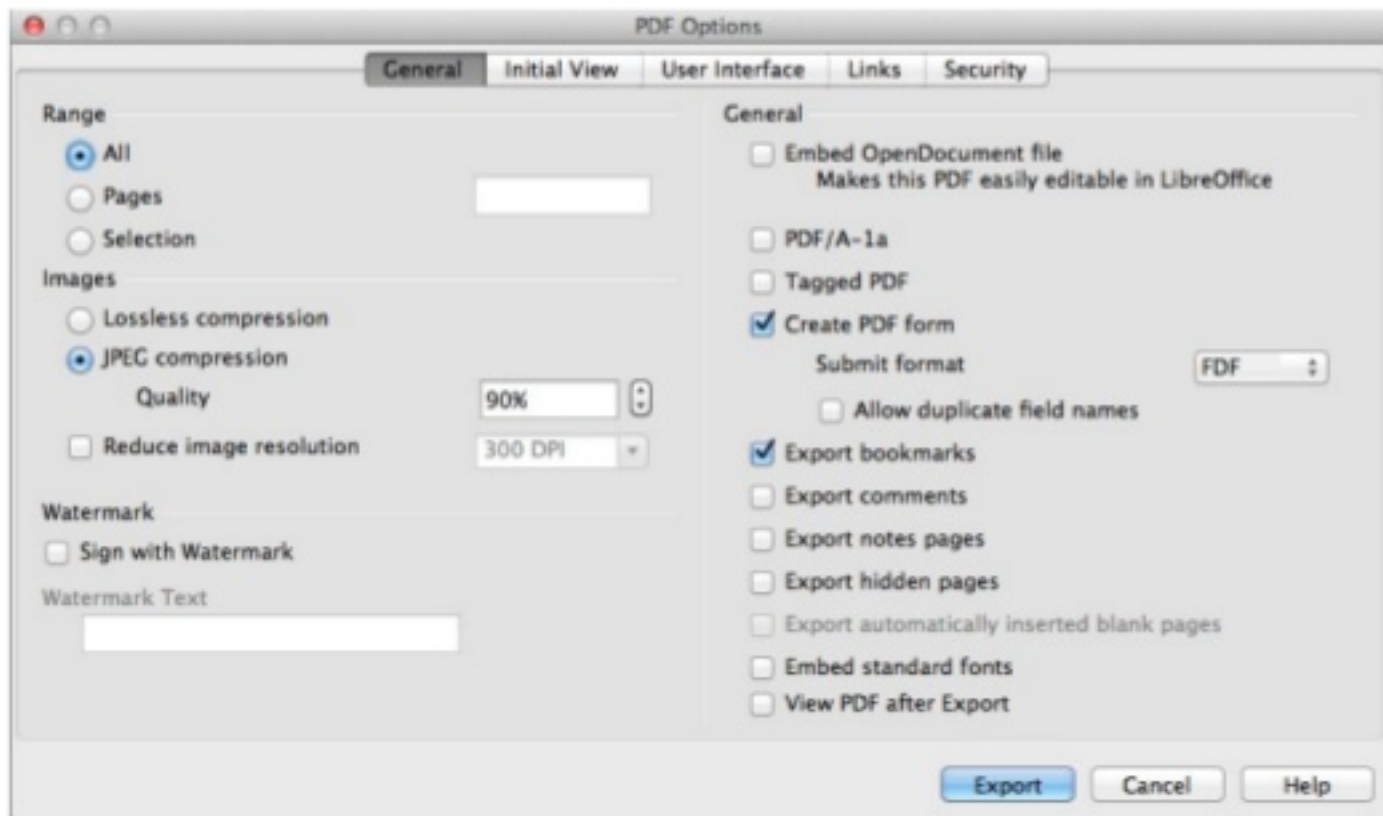 PDF Options
General Initial View User Interface Links Security
Range
All
Pages
Selection
Images
Lossless compression
JPEG compression
Quality 90%
Reduce image resolution 300 DPI
Watermark
Sign with Watermark
Watermark Text
General
Embed OpenDocument file
Makes this PDF easily editable in LibreOffice
PDF/A-1a
Tagged PDF
Create PDF form
Submit format FDF
Allow duplicate field names
Export bookmarks
Export comments
Export notes pages
Export hidden pages
Export automatically inserted blank pages
Embed standard fonts
View PDF after Export
Export Cancel Help